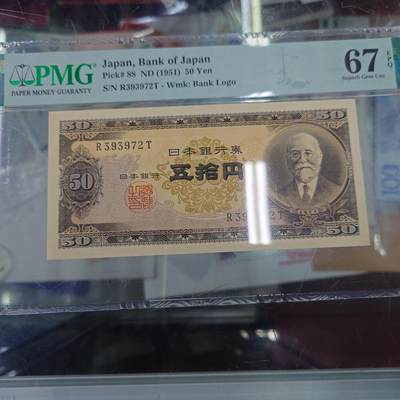 PMG
PAPER MONEY GUARANTY
Japan, Bank of Japan
Pick# 88 ND (1951) 50 Yen
S/N R393972T - Wmk: Bank Logo
67
EPQ
Superb Gem Unc
50
50
R393972T
日本銀行券
50
日本銀行
五拾円
R393972T
50
50